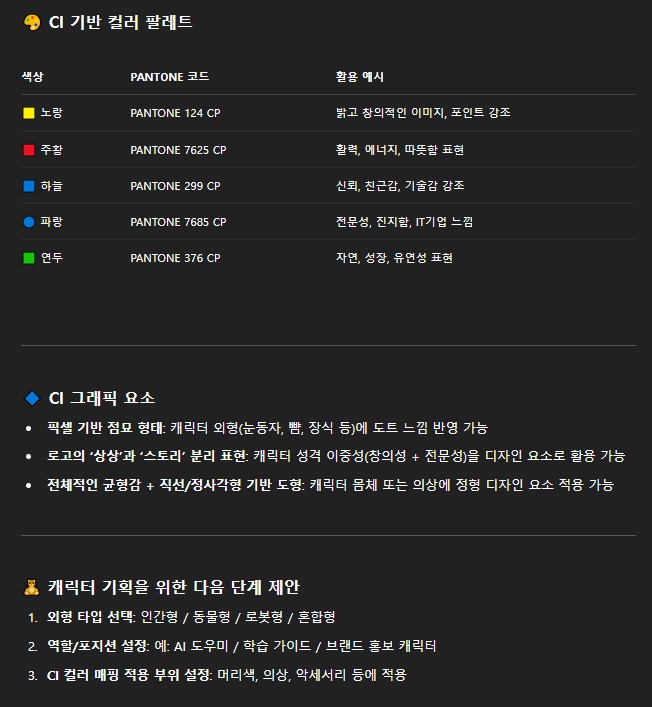 🎨 CI 기반 컬러 팔레트
색상 PANTONE 코드 활용 예시
🟨 노랑 PANTONE 124 CP 밝고 창의적인 이미지, 포인트 강조
🟥 주황 PANTONE 7625 CP 활력, 에너지, 따뜻함 표현
🟦 하늘 PANTONE 299 CP 신뢰, 친근감, 기술감 강조
🔵 파랑 PANTONE 7685 CP 전문성, 진지함, IT기업 느낌
🟩 연두 PANTONE 376 CP 자연, 성장, 유연성 표현
🔷 CI 그래픽 요소
• 픽셀 기반 점묘 형태: 캐릭터 외형(눈동자, 뺨, 장식 등)에 도트 느낌 반영 가능
• 로고의 ‘상상’과 ‘스토리’ 분리 표현: 캐릭터 성격 이중성(창의성 + 전문성)을 디자인 요소로 활용 가능
• 전체적인 균형감 + 직선/정사각형 기반 도형: 캐릭터 몸체 또는 의상에 정형 디자인 요소 적용 가능
🧸 캐릭터 기획을 위한 다음 단계 제안
1. 외형 타입 선택: 인간형 / 동물형 / 로봇형 / 혼합형
2. 역할/포지션 설정: 예: AI 도우미 / 학습 가이드 / 브랜드 홍보 캐릭터
3. CI 컬러 매핑 적용 부위 설정: 머리색, 의상, 악세서리 등에 적용